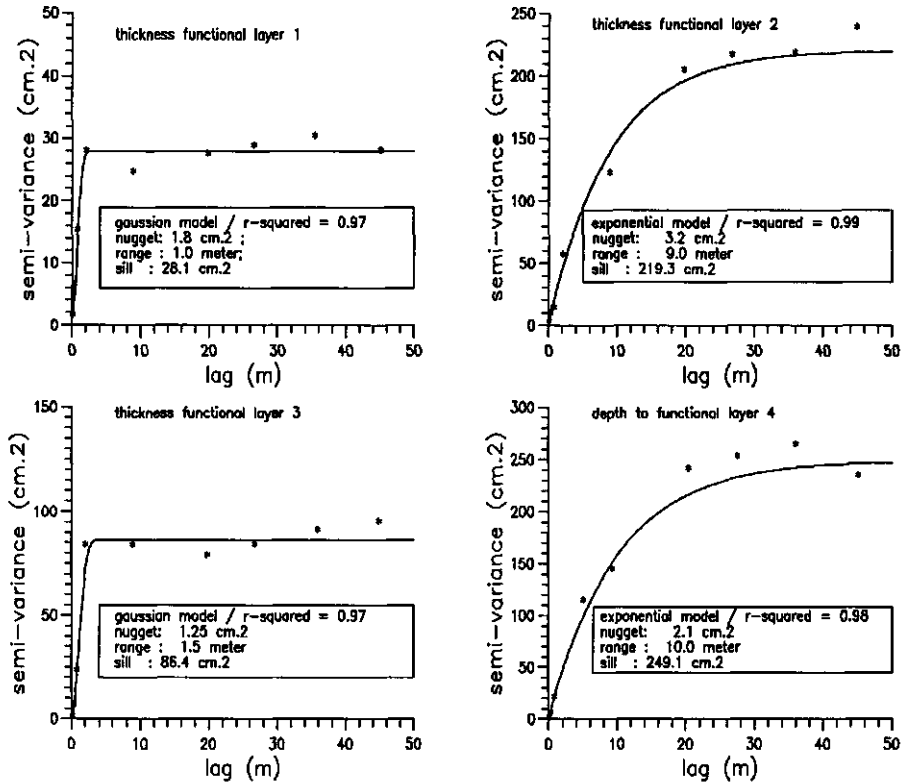 thickness functional layer 1
semi-variance (cm.2)
50
40
30
20
10
0
gaussian model / r-squared = 0.97
nugget: 1.8 cm.2 ;
range : 1.0 meter;
sill : 28.1 cm.2
0 10 20 30 40 50
lag (m)
thickness functional layer 2
semi-variance (cm.2)
250
200
150
100
50
0
exponential model / r-squared = 0.99
nugget: 3.2 cm.2
range : 9.0 meter
sill : 219.3 cm.2
0 10 20 30 40 50
lag (m)
thickness functional layer 3
semi-variance (cm.2)
150
100
50
0
gaussian model / r-squared = 0.97
nugget: 1.25 cm.2
range : 1.5 meter
sill : 86.4 cm.2
0 10 20 30 40 50
lag (m)
depth to functional layer 4
semi-variance (cm.2)
300
250
200
150
100
50
0
exponential model / r-squared = 0.98
nugget: 2.1 cm.2
range : 10.0 meter
sill : 249.1 cm.2
0 10 20 30 40 50
lag (m)